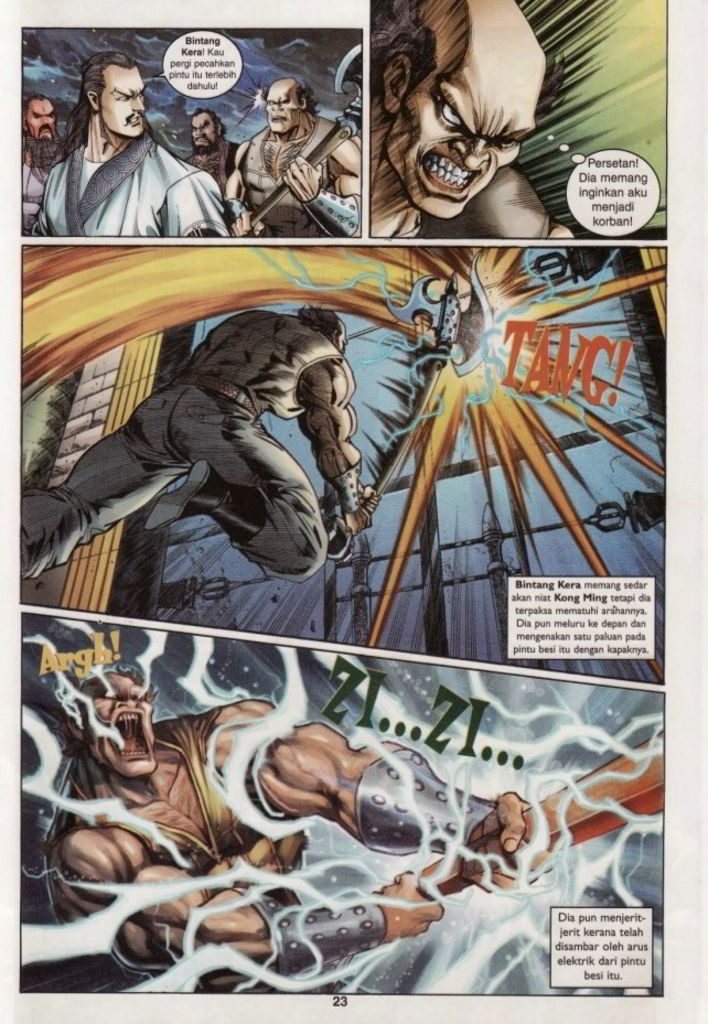 Bintang
Kera! Kau
pergi pecahkan
pintu itu terlebih
dahulu!
Persetan!
Dia memang
inginkan aku
menjadi
korban!
TANG!
Bintang Kera memang sedar
akan niat Kong Ming tetapi dia
terpaksa mematuhi arahannya.
Dia pun meluru ke depan dan
mengenakan satu paluan pada
pintu besi itu dengan kapaknya.
Argh!
ZI...ZI...
Dia pun menjerit-
jerit kerana telah
disambar oleh arus
elektrik dari pintu
besi itu.
23